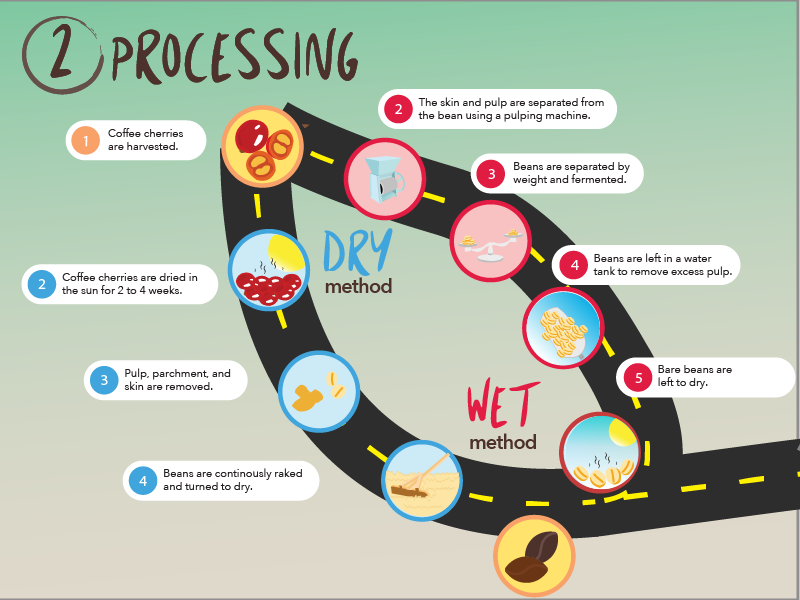 2 PROCESSING
1
Coffee cherries
are harvested.
2
The skin and pulp are separated from
the bean using a pulping machine.
3
Beans are separated by
weight and fermented.
4
Beans are left in a water
tank to remove excess pulp.
5
Bare beans are
left to dry.
WET
method
DRY
method
2
Coffee cherries are dried in
the sun for 2 to 4 weeks.
3
Pulp, parchment, and
skin are removed.
4
Beans are continously raked
and turned to dry.